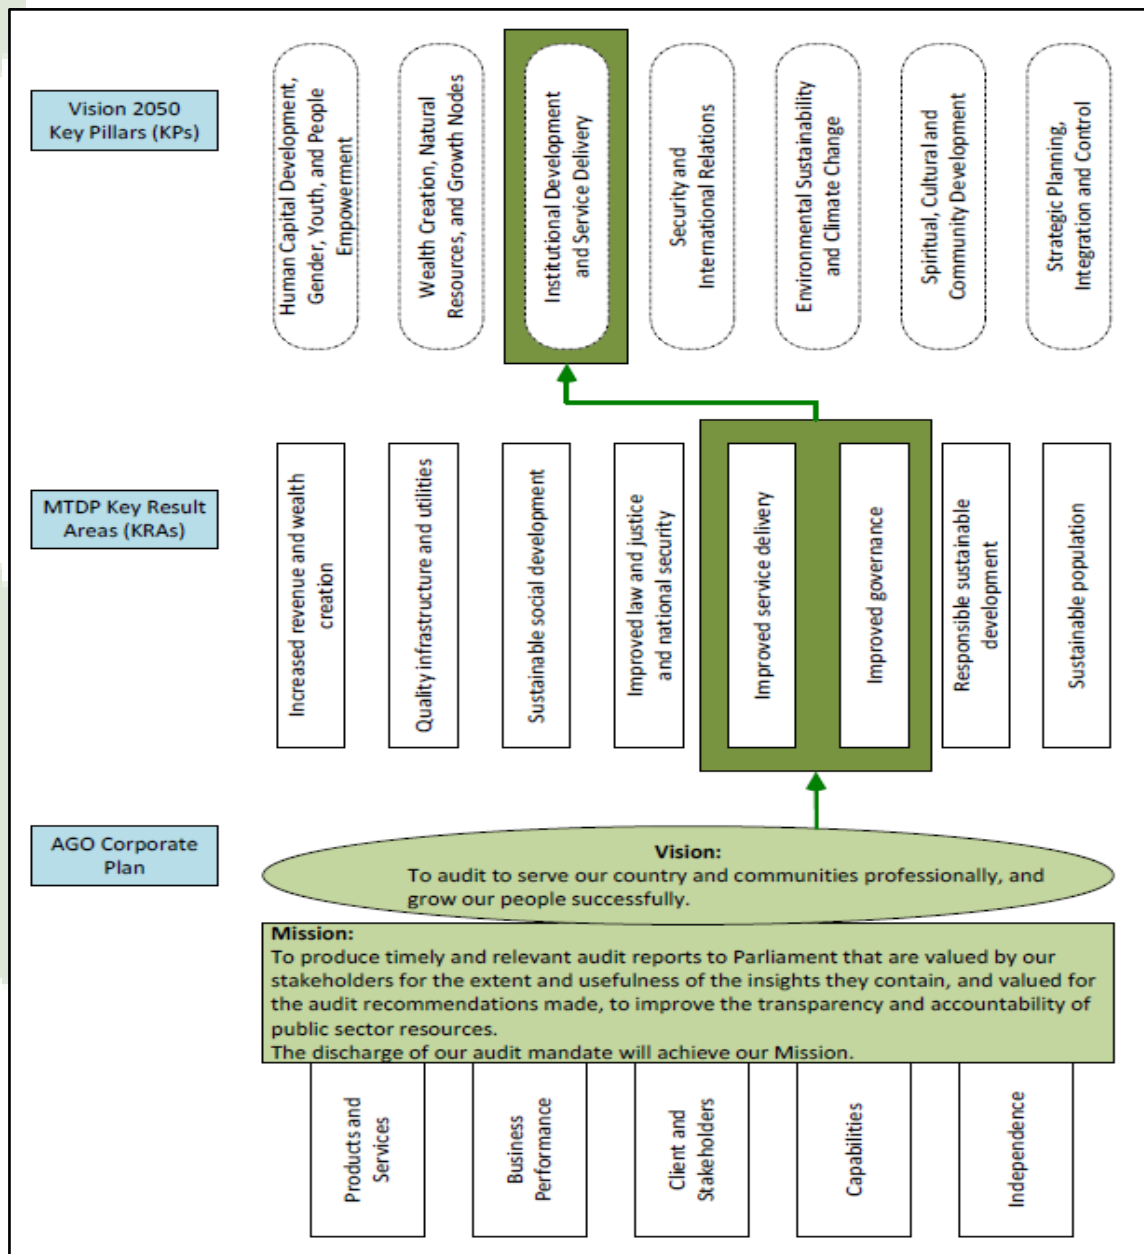 Vision 2050
Key Pillars (KPs)
Human Capital Development,
Gender, Youth, and People
Empowerment
Wealth Creation, Natural
Resources, and Growth Nodes
Institutional Development
and Service Delivery
Security and
International Relations
Environmental Sustainability
and Climate Change
Spiritual, Cultural and
Community Development
Strategic Planning,
Integration and Control
MTDP Key Result
Areas (KRAs)
Increased revenue and wealth
creation
Quality infrastructure and utilities
Sustainable social development
Improved law and justice
and national security
Improved service delivery
Improved governance
Responsible sustainable
development
Sustainable population
AGO Corporate
Plan
Vision:
To audit to serve our country and communities professionally, and
grow our people successfully.
Mission:
To produce timely and relevant audit reports to Parliament that are valued by our
stakeholders for the extent and usefulness of the insights they contain, and valued for
the audit recommendations made, to improve the transparency and accountability of
public sector resources.
The discharge of our audit mandate will achieve our Mission.
Products and
Services
Business
Performance
Client and
Stakeholders
Capabilities
Independence